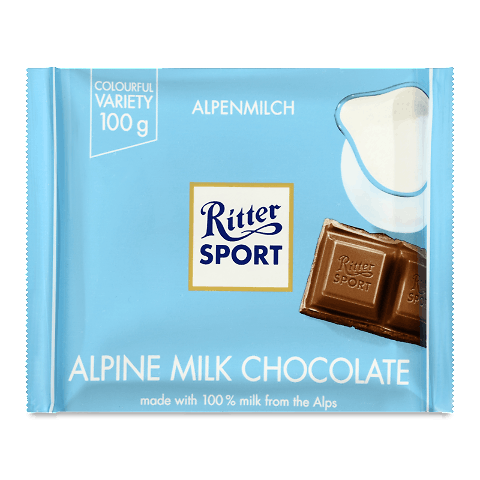 COLOURFUL
VARIETY
100 g
ALPENMILCH
Ritter
SPORT
Ritter
SPORT
ALPINE MILK CHOCOLATE
made with 100 % milk from the Alps